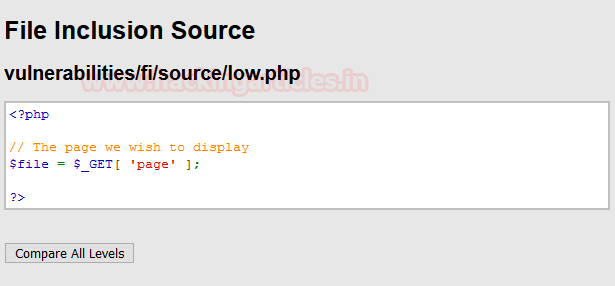 File Inclusion Source
vulnerabilities/fi/source/low.php
www.hackingarticles.in
<?php
// The page we wish to display
$file = $_GET[ 'page' ];
?>
Compare All Levels